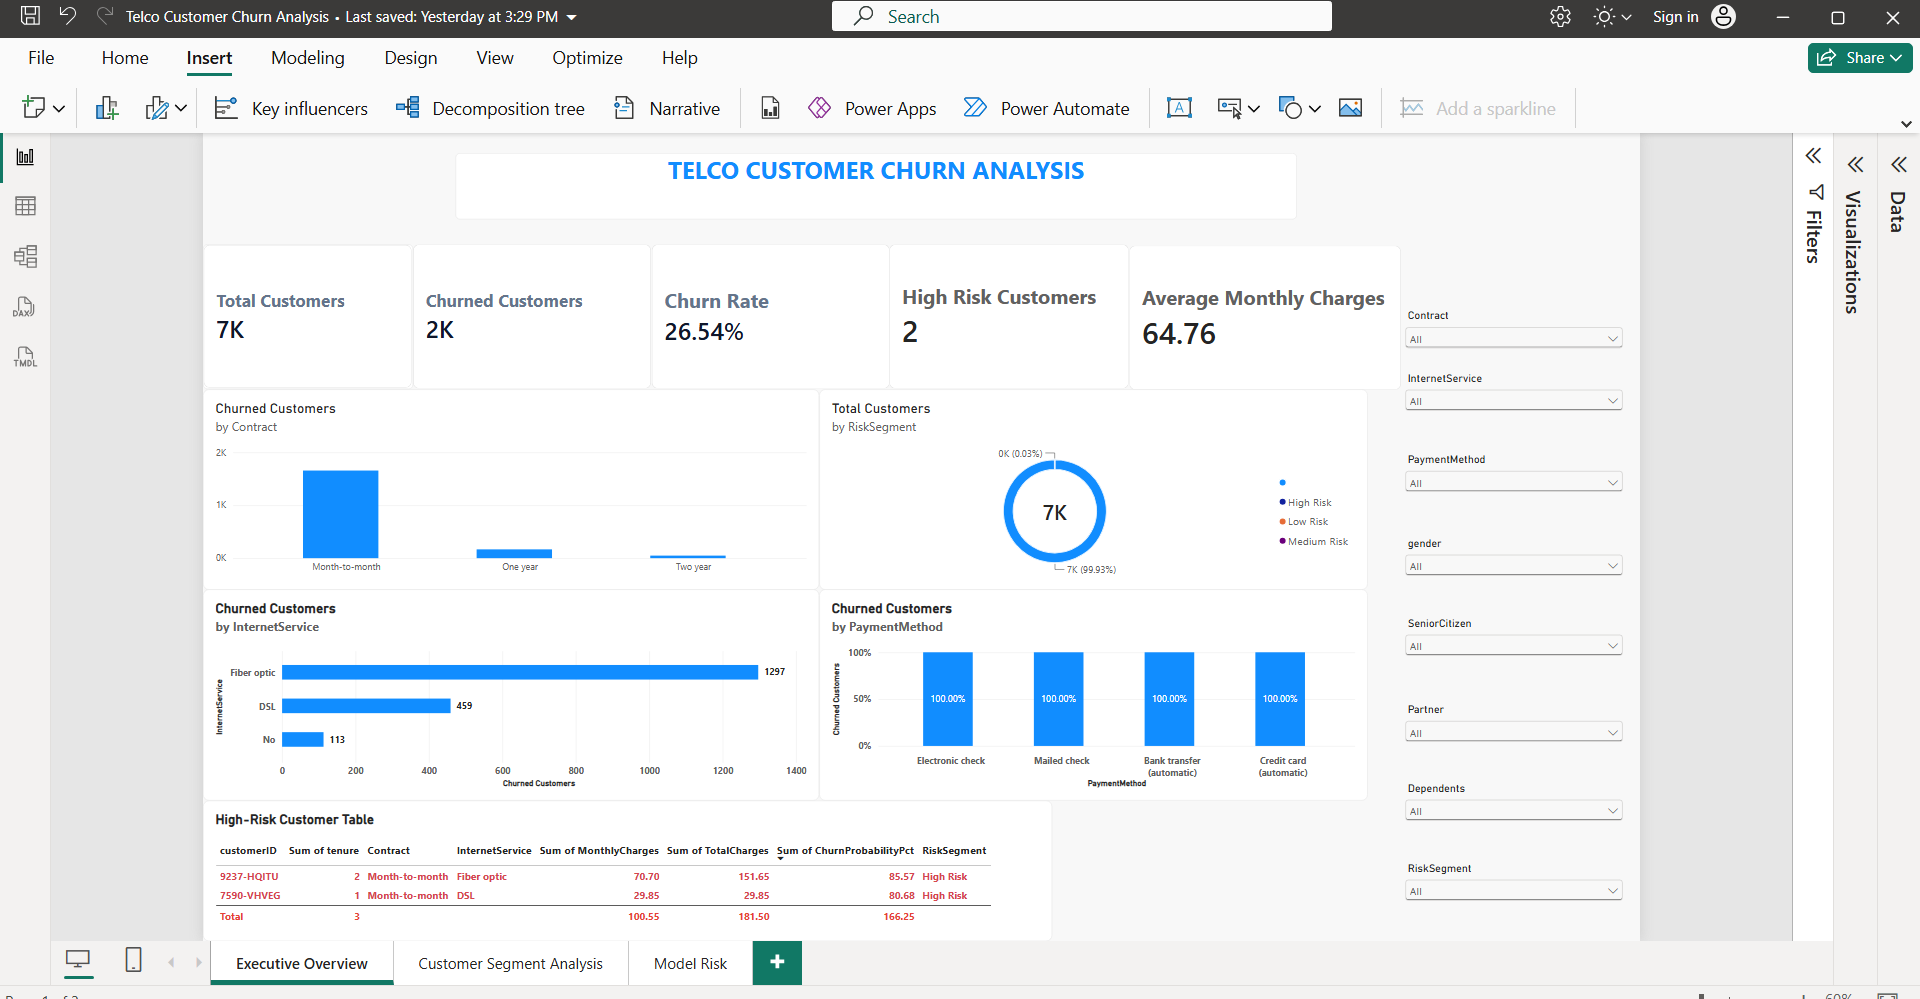 Telco Customer Churn Analysis • Last saved: Yesterday at 3:29 PM
Search
Sign in
File Home Insert Modeling Design View Optimize Help
Share
Key influencers Decomposition tree Narrative Power Apps Power Automate Add a sparkline
TELCO CUSTOMER CHURN ANALYSIS
Total Customers
7K
Churned Customers
2K
Churn Rate
26.54%
High Risk Customers
2
Average Monthly Charges
64.76
Churned Customers
by Contract
2K
1K
0K
Month-to-month One year Two year
Total Customers
by RiskSegment
0K (0.03%)
7K
7K (99.93%)
High Risk
Low Risk
Medium Risk
Churned Customers
by InternetService
InternetService
Fiber optic 1297
DSL 459
No 113
0 200 400 600 800 1000 1200 1400
Churned Customers
Churned Customers
by PaymentMethod
Churned Customers
100%
50%
0%
100.00% 100.00% 100.00% 100.00%
Electronic check Mailed check Bank transfer (automatic) Credit card (automatic)
PaymentMethod
High-Risk Customer Table
customerID Sum of tenure Contract InternetService Sum of MonthlyCharges Sum of TotalCharges Sum of ChurnProbabilityPct RiskSegment
9237-HQITU 2 Month-to-month Fiber optic 70.70 151.65 85.57 High Risk
7590-VHVEG 1 Month-to-month DSL 29.85 29.85 80.68 High Risk
Total 3 100.55 181.50 166.25
Contract
All
InternetService
All
PaymentMethod
All
gender
All
SeniorCitizen
All
Partner
All
Dependents
All
RiskSegment
All
Filters
Visualizations
Data
DAX
TMDL
Executive Overview Customer Segment Analysis Model Risk